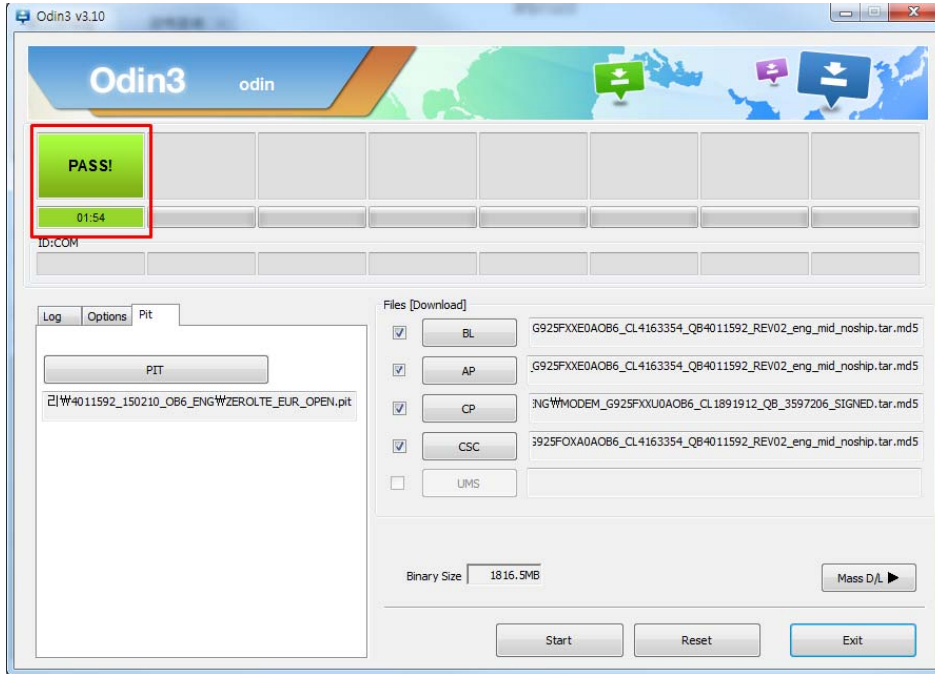 Odin3 v3.10
Odin3 odin
PASS!
01:54
ID:COM
Log Options Pit
PIT
리₩4011592_150210_OB6_ENG₩ZEROLTE_EUR_OPEN.pit
Files [Download]
BL G925FXXE0AOB6_CL4163354_QB4011592_REV02_eng_mid_noship.tar.md5
AP G925FXXE0AOB6_CL4163354_QB4011592_REV02_eng_mid_noship.tar.md5
CP NG₩MODEM_G925FXXU0AOB6_CL1891912_QB_3597206_SIGNED.tar.md5
CSC 925FOXA0AOB6_CL4163354_QB4011592_REV02_eng_mid_noship.tar.md5
UMS
Binary Size 1816.5MB
Mass D/L ▶
Start Reset Exit